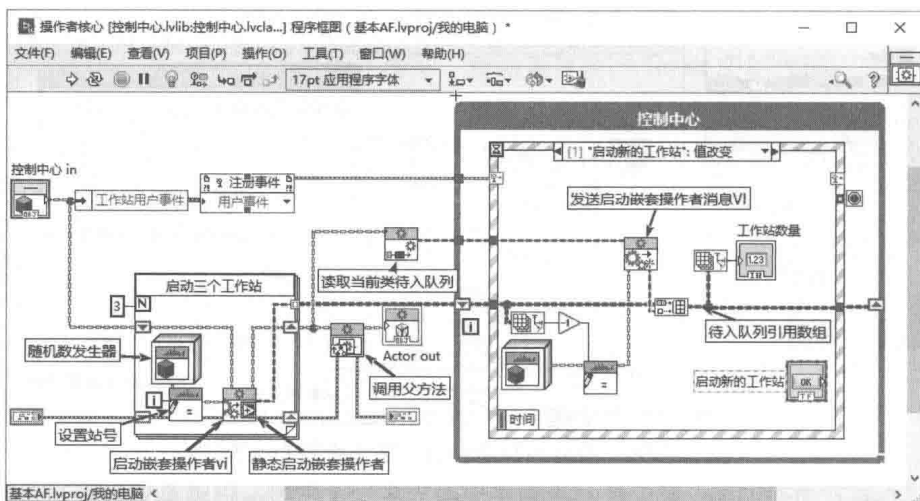 操作者核心 [控制中心.lvlib:控制中心.lvcla...] 程序框图 (基本AF.lvproj/我的电脑) *
文件(F) 编辑(E) 查看(V) 项目(P) 操作(O) 工具(T) 窗口(W) 帮助(H)
17pt 应用程序字体
控制中心
[1] "启动新的工作站": 值改变
控制中心 in
工作站用户事件
注册事件
用户事件
发送启动嵌套操作者消息VI
工作站数量
1.23
读取当前类待入队列
启动三个工作站
3
N
i
待入队列引用数组
Actor out
随机数发生器
调用父方法
启动新的工作站
OK
TF
i
设置站号
时间
启动嵌套操作者vi
静态启动嵌套操作者
基本AF.lvproj/我的电脑